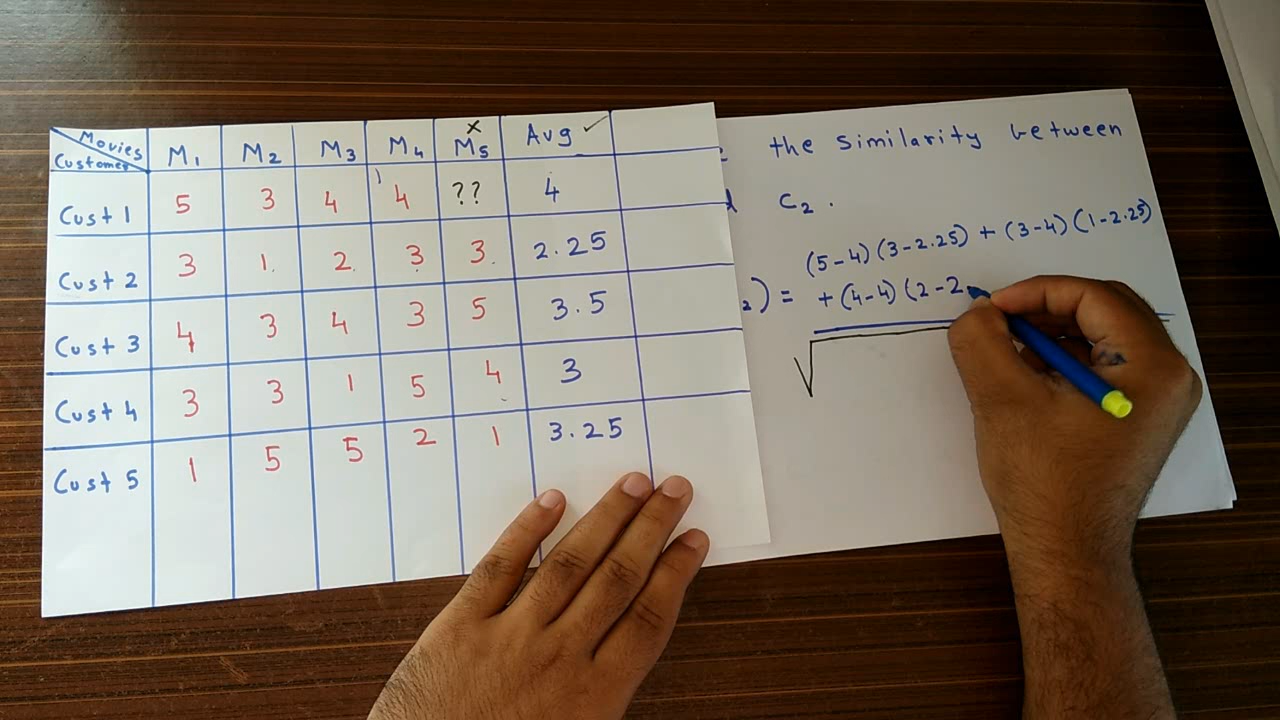 Movies
Customer M1 M2 M3 M4 M5 x Avg ✓
Cust 1 5 3 4 4 ?? 4
Cust 2 3 1 2 3 3 2.25
Cust 3 4 3 4 3 5 3.5
Cust 4 3 3 1 5 4 3
Cust 5 1 5 5 2 1 3.25
the similarity between
C2.
(5-4)(3-2.25) + (3-4)(1-2.25)
2) = +(4-4)(2-2.
√